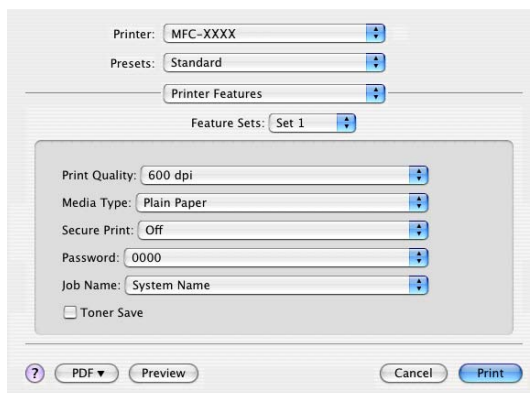 Printer: MFC-XXXX
Presets: Standard
Printer Features
Feature Sets: Set 1
Print Quality: 600 dpi
Media Type: Plain Paper
Secure Print: Off
Password: 0000
Job Name: System Name
Toner Save
? PDF ▼ Preview Cancel Print